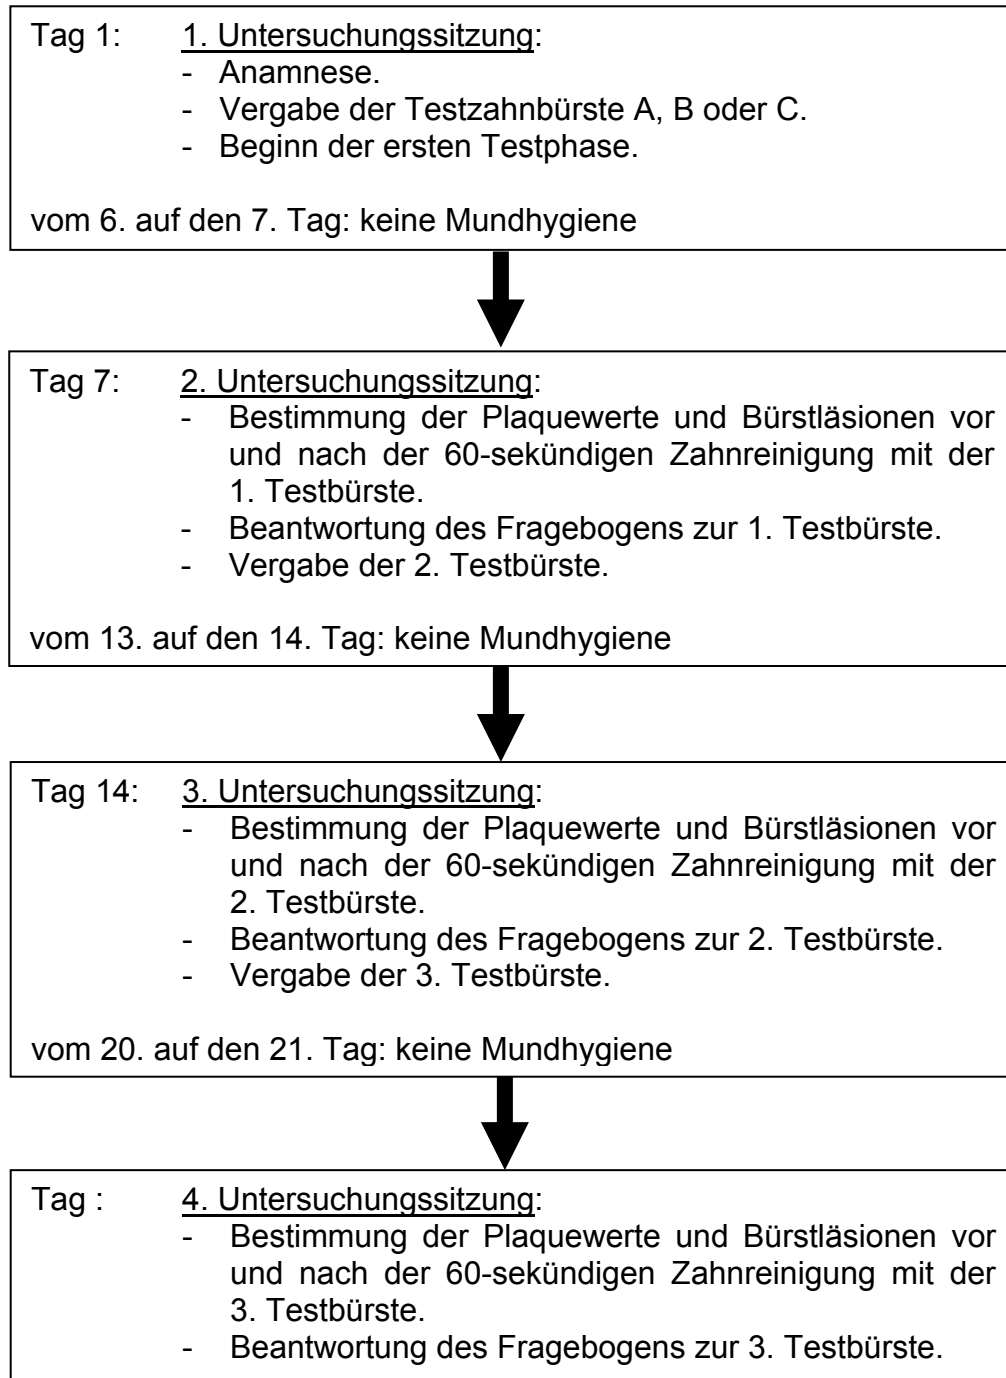 Tag 1: 1. Untersuchungssitzung:
- Anamnese.
- Vergabe der Testzahnbürste A, B oder C.
- Beginn der ersten Testphase.
vom 6. auf den 7. Tag: keine Mundhygiene
Tag 7: 2. Untersuchungssitzung:
- Bestimmung der Plaquewerte und Bürstläsionen vor
und nach der 60-sekündigen Zahnreinigung mit der
1. Testbürste.
- Beantwortung des Fragebogens zur 1. Testbürste.
- Vergabe der 2. Testbürste.
vom 13. auf den 14. Tag: keine Mundhygiene
Tag 14: 3. Untersuchungssitzung:
- Bestimmung der Plaquewerte und Bürstläsionen vor
und nach der 60-sekündigen Zahnreinigung mit der
2. Testbürste.
- Beantwortung des Fragebogens zur 2. Testbürste.
- Vergabe der 3. Testbürste.
vom 20. auf den 21. Tag: keine Mundhygiene
Tag : 4. Untersuchungssitzung:
- Bestimmung der Plaquewerte und Bürstläsionen vor
und nach der 60-sekündigen Zahnreinigung mit der
3. Testbürste.
- Beantwortung des Fragebogens zur 3. Testbürste.